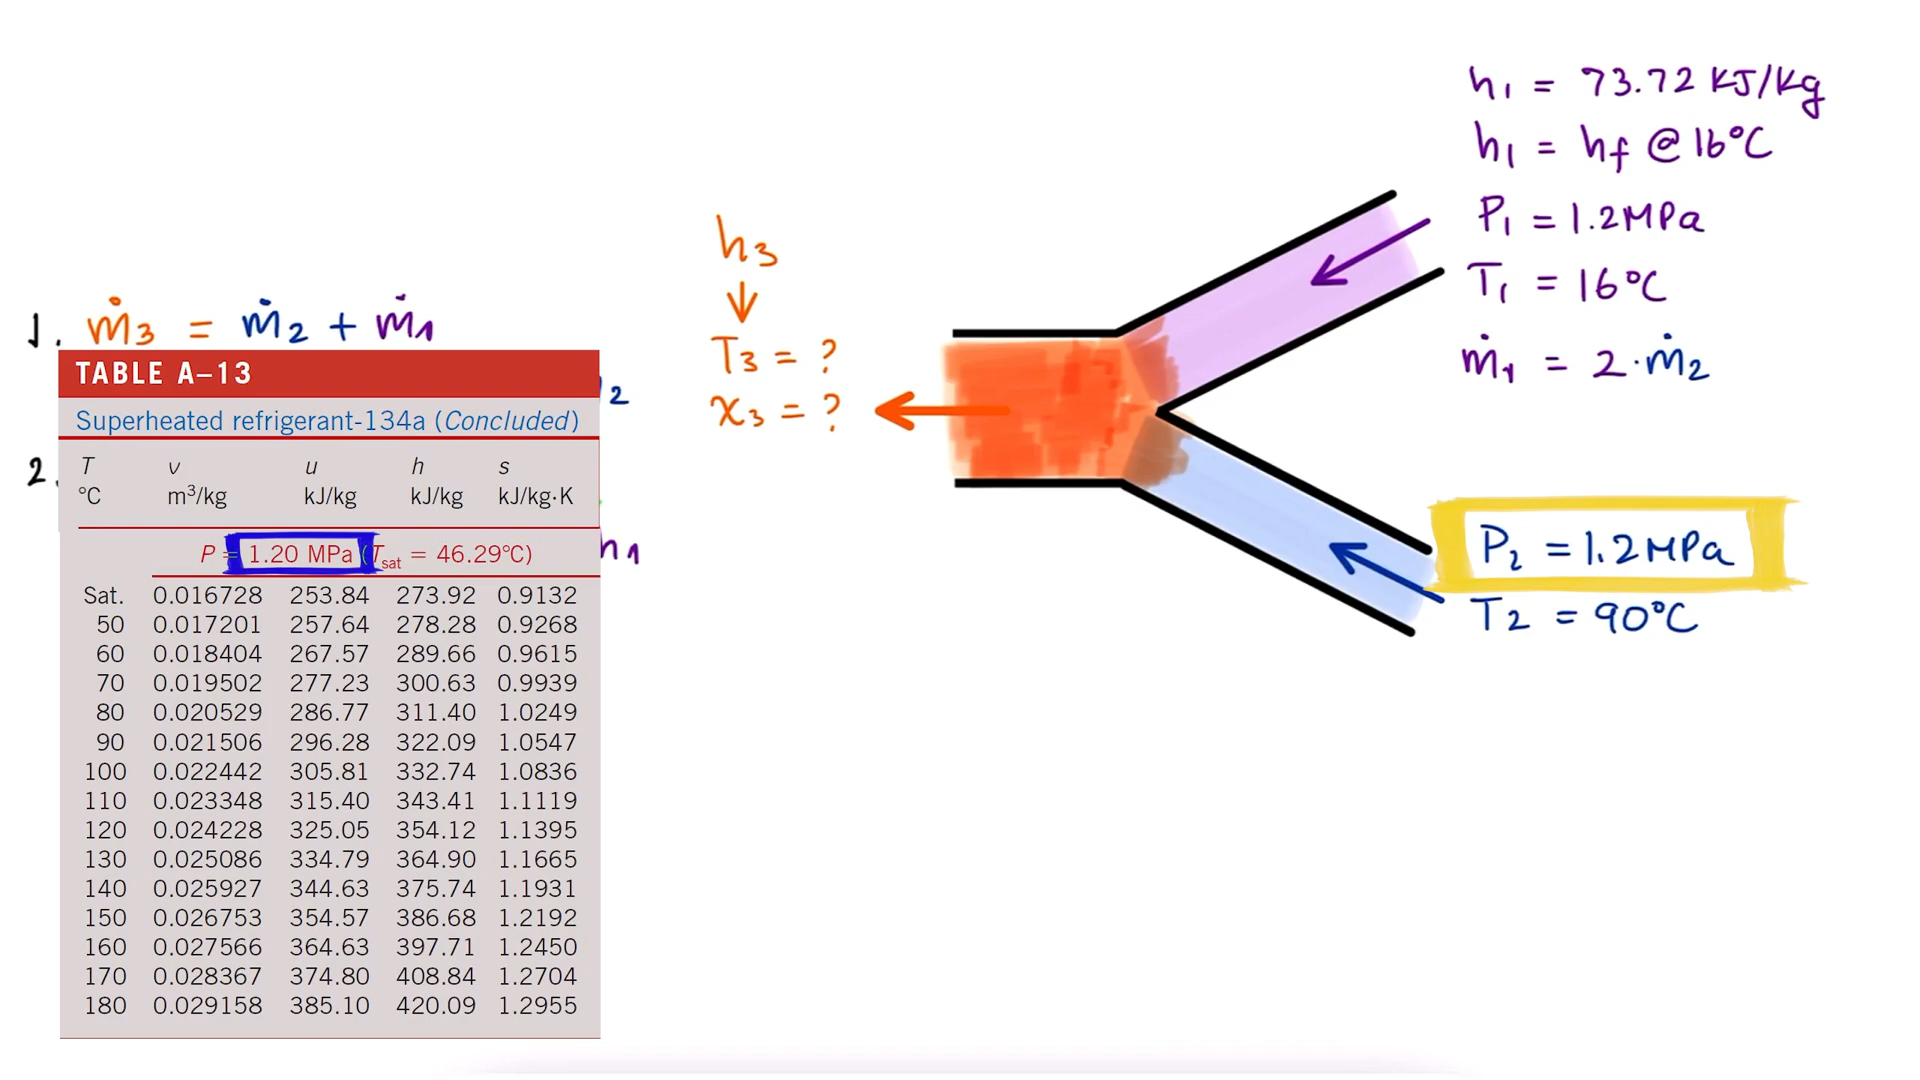 1. ṁ3 = ṁ2 + ṁ1
2
2.
h1
TABLE A–13
Superheated refrigerant-134a (Concluded)
T v u h s
°C m³/kg kJ/kg kJ/kg kJ/kg·K
P = 1.20 MPa (Tsat = 46.29°C)
Sat. 0.016728 253.84 273.92 0.9132
50 0.017201 257.64 278.28 0.9268
60 0.018404 267.57 289.66 0.9615
70 0.019502 277.23 300.63 0.9939
80 0.020529 286.77 311.40 1.0249
90 0.021506 296.28 322.09 1.0547
100 0.022442 305.81 332.74 1.0836
110 0.023348 315.40 343.41 1.1119
120 0.024228 325.05 354.12 1.1395
130 0.025086 334.79 364.90 1.1665
140 0.025927 344.63 375.74 1.1931
150 0.026753 354.57 386.68 1.2192
160 0.027566 364.63 397.71 1.2450
170 0.028367 374.80 408.84 1.2704
180 0.029158 385.10 420.09 1.2955
h3
↓
T3 = ?
x3 = ?
h1 = 73.72 KJ/Kg
h1 = hf @ 16°C
P1 = 1.2MPa
T1 = 16°C
ṁ1 = 2·ṁ2
P2 = 1.2MPa
T2 = 90°C